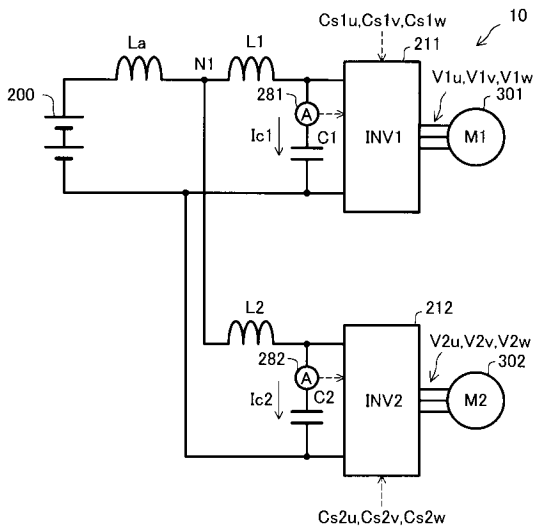 Cs1u,Cs1v,Cs1w
10
La
N1
L1
211
V1u,V1v,V1w
200
281
A
301
Ic1
C1
INV1
M1
L2
212
282
A
V2u,V2v,V2w
302
Ic2
C2
INV2
M2
Cs2u,Cs2v,Cs2w